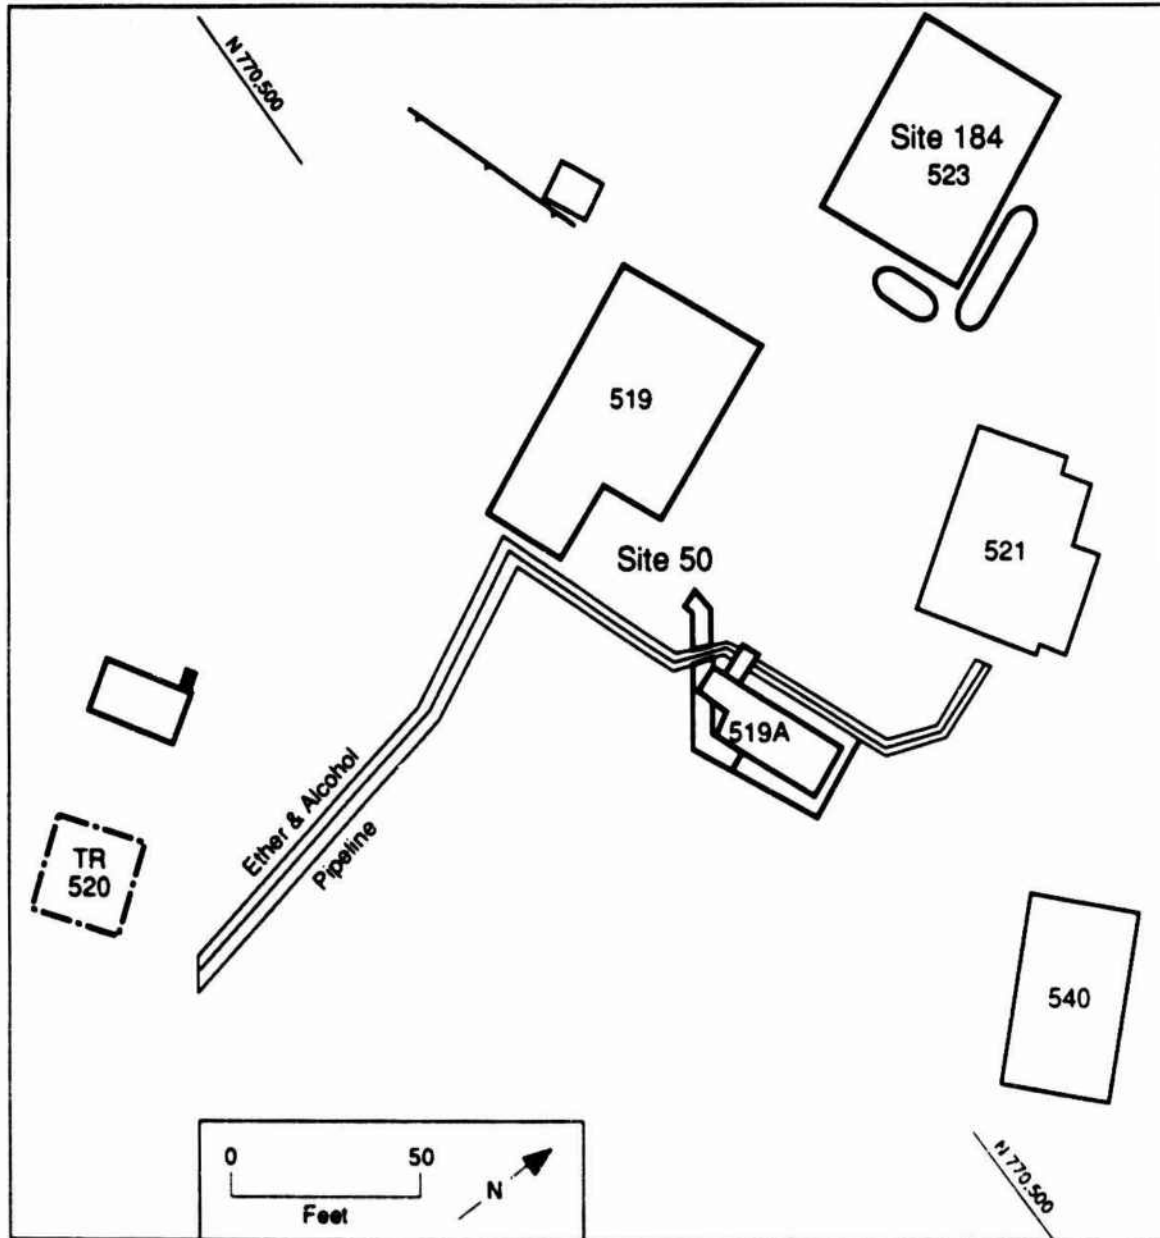 N 770,500
Site 184
523
519
Site 50
521
519A
Ether & Alcohol
Pipeline
TR
520
540
0 50
Feet
N
N 770,500